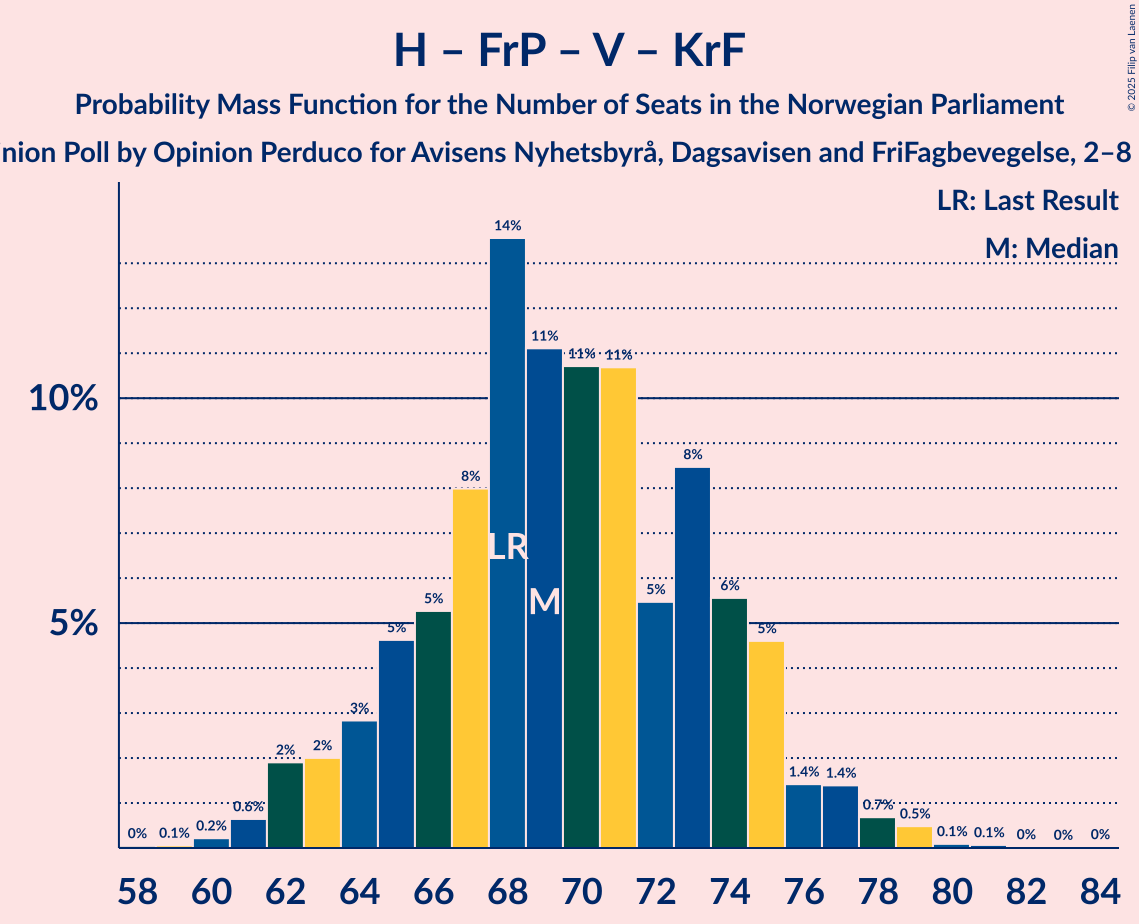 H – FrP – V – KrF
Probability Mass Function for the Number of Seats in the Norwegian Parliament
nion Poll by Opinion Perduco for Avisens Nyhetsbyrå, Dagsavisen and FriFagbevegelse, 2–8
© 2025 Filip van Laenen
LR: Last Result
M: Median
10%
5%
0% 0.1% 0.2% 0.6% 2% 2% 3% 5% 5% 8% 14% 11% 11% 11% 5% 8% 6% 5% 1.4% 1.4% 0.7% 0.5% 0.1% 0.1% 0% 0% 0%
LR
M
58 60 62 64 66 68 70 72 74 76 78 80 82 84